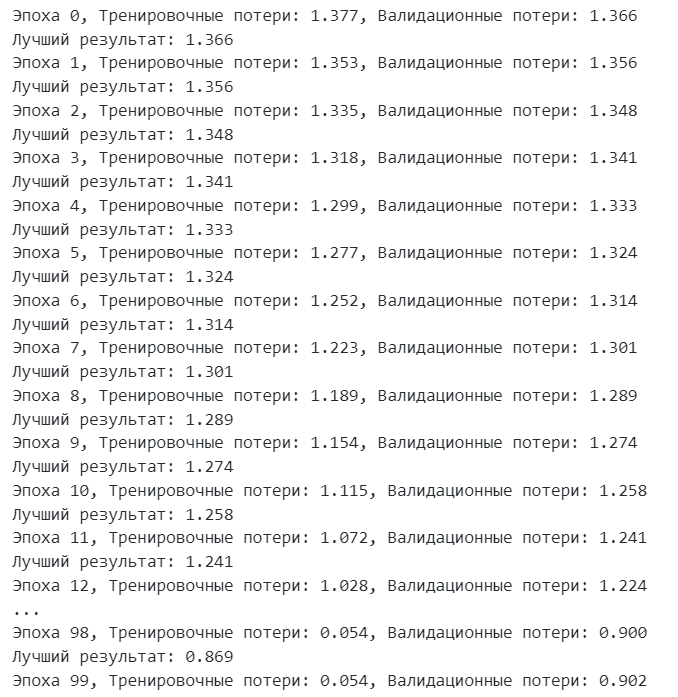 Эпоха 0, Тренировочные потери: 1.377, Валидационные потери: 1.366
Лучший результат: 1.366
Эпоха 1, Тренировочные потери: 1.353, Валидационные потери: 1.356
Лучший результат: 1.356
Эпоха 2, Тренировочные потери: 1.335, Валидационные потери: 1.348
Лучший результат: 1.348
Эпоха 3, Тренировочные потери: 1.318, Валидационные потери: 1.341
Лучший результат: 1.341
Эпоха 4, Тренировочные потери: 1.299, Валидационные потери: 1.333
Лучший результат: 1.333
Эпоха 5, Тренировочные потери: 1.277, Валидационные потери: 1.324
Лучший результат: 1.324
Эпоха 6, Тренировочные потери: 1.252, Валидационные потери: 1.314
Лучший результат: 1.314
Эпоха 7, Тренировочные потери: 1.223, Валидационные потери: 1.301
Лучший результат: 1.301
Эпоха 8, Тренировочные потери: 1.189, Валидационные потери: 1.289
Лучший результат: 1.289
Эпоха 9, Тренировочные потери: 1.154, Валидационные потери: 1.274
Лучший результат: 1.274
Эпоха 10, Тренировочные потери: 1.115, Валидационные потери: 1.258
Лучший результат: 1.258
Эпоха 11, Тренировочные потери: 1.072, Валидационные потери: 1.241
Лучший результат: 1.241
Эпоха 12, Тренировочные потери: 1.028, Валидационные потери: 1.224
...
Эпоха 98, Тренировочные потери: 0.054, Валидационные потери: 0.900
Лучший результат: 0.869
Эпоха 99, Тренировочные потери: 0.054, Валидационные потери: 0.902